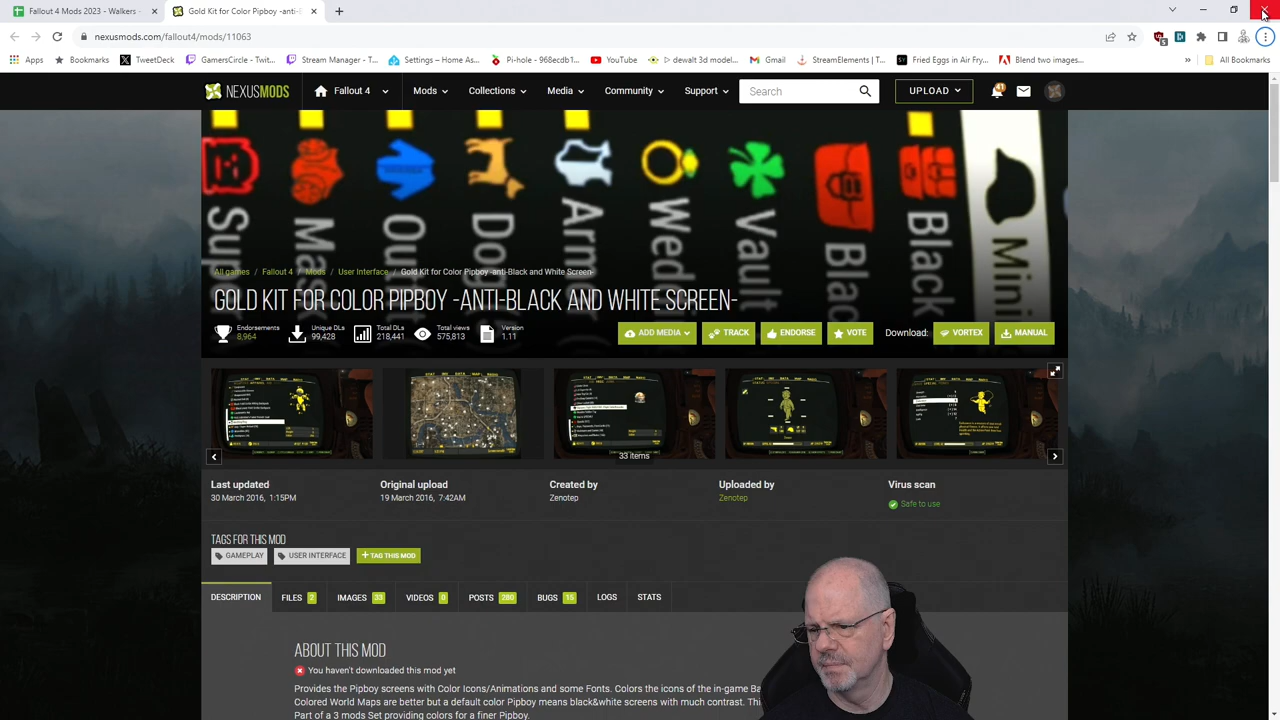 Fallout 4 Mods 2023 - Walkers -
Gold Kit for Color Pipboy -anti-B
nexusmods.com/fallout4/mods/11063
Apps
Bookmarks
TweetDeck
GamersCircle - Twit...
Stream Manager - T...
Settings – Home As...
Pi-hole - 968ecdb1...
YouTube
dewalt 3d model...
Gmail
StreamElements | T...
Fried Eggs in Air Fry...
Blend two images...
»
All Bookmarks
NEXUSMODS
Fallout 4
Mods
Collections
Media
Community
Support
Search
UPLOAD
Sup
Mas
Ou
Dog
Arm
Wed
Vault
Blac
Black
Mini
All games / Fallout 4 / Mods / User Interface / Gold Kit for Color Pipboy -anti-Black and White Screen-
GOLD KIT FOR COLOR PIPBOY -ANTI-BLACK AND WHITE SCREEN-
Endorsements
8,964
Unique DLs
99,428
Total DLs
218,441
Total views
575,813
Version
1.11
ADD MEDIA
TRACK
ENDORSE
VOTE
Download:
VORTEX
MANUAL
33 items
Last updated
30 March 2016, 1:15PM
Original upload
19 March 2016, 7:42AM
Created by
Zenotep
Uploaded by
Zenotep
Virus scan
Safe to use
TAGS FOR THIS MOD
GAMEPLAY
USER INTERFACE
+ TAG THIS MOD
DESCRIPTION
FILES 2
IMAGES 33
VIDEOS 0
POSTS 280
BUGS 15
LOGS
STATS
ABOUT THIS MOD
You haven't downloaded this mod yet
Provides the Pipboy screens with Color Icons/Animations and some Fonts. Colors the icons of the in-game Ba
Colored World Maps are better but a default color Pipboy means black&white screens with much contrast. Thi
Part of a 3 mods Set providing colors for a finer Pipboy.